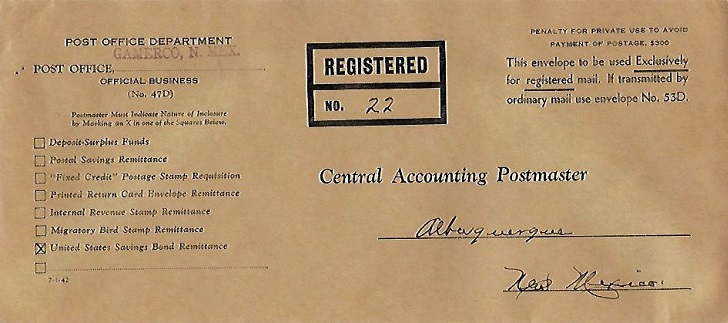 POST OFFICE DEPARTMENT
GAMERCO, N. MEX.
POST OFFICE,
OFFICIAL BUSINESS
(No. 47D)
Postmaster Must Indicate Nature of Inclosure
by Marking an X in one of the Squares Below.
Deposit-Surplus Funds
Postal Savings Remittance
"Fixed Credit" Postage Stamp Requisition
Printed Return Card Envelope Remittance
Internal Revenue Stamp Remittance
Migratory Bird Stamp Remittance
X United States Savings Bond Remittance
7-1-42
REGISTERED
NO. 22
PENALTY FOR PRIVATE USE TO AVOID
PAYMENT OF POSTAGE, $300
This envelope to be used Exclusively
for registered mail. If transmitted by
ordinary mail use envelope No. 53D.
Central Accounting Postmaster
Albuquerque
New Mexico.